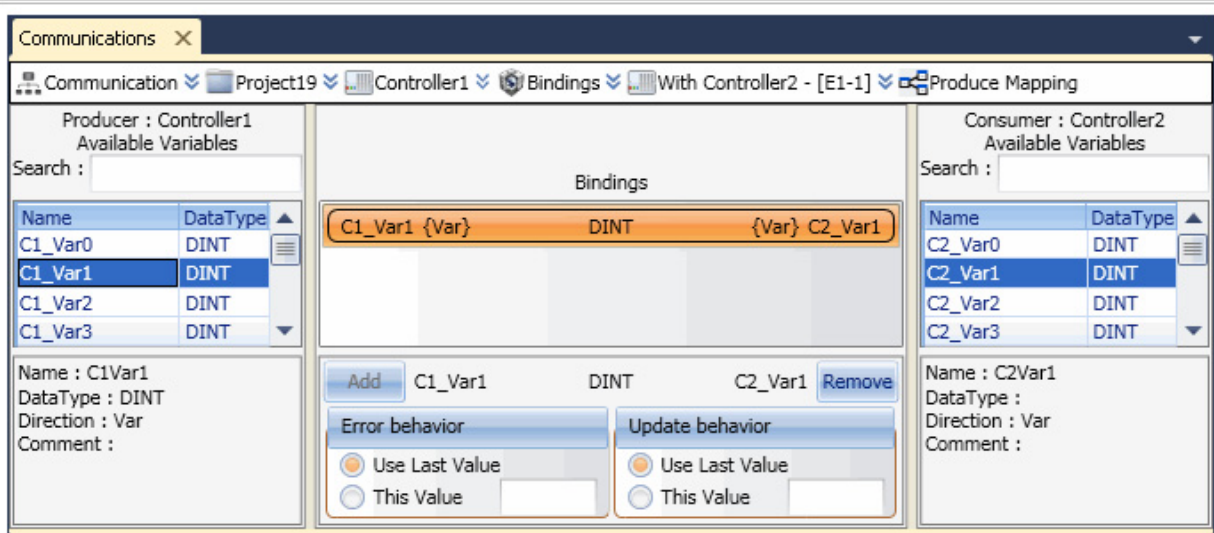 Communications
Communication Project19 Controller1 Bindings With Controller2 - [E1-1] Produce Mapping
Producer : Controller1
Available Variables
Search :
Name DataType
C1_Var0 DINT
C1_Var1 DINT
C1_Var2 DINT
C1_Var3 DINT
Name : C1Var1
DataType : DINT
Direction : Var
Comment :
Bindings
C1_Var1 {Var} DINT {Var} C2_Var1
Add C1_Var1 DINT C2_Var1 Remove
Error behavior
Use Last Value
This Value
Update behavior
Use Last Value
This Value
Consumer : Controller2
Available Variables
Search :
Name DataType
C2_Var0 DINT
C2_Var1 DINT
C2_Var2 DINT
C2_Var3 DINT
Name : C2Var1
DataType :
Direction : Var
Comment :